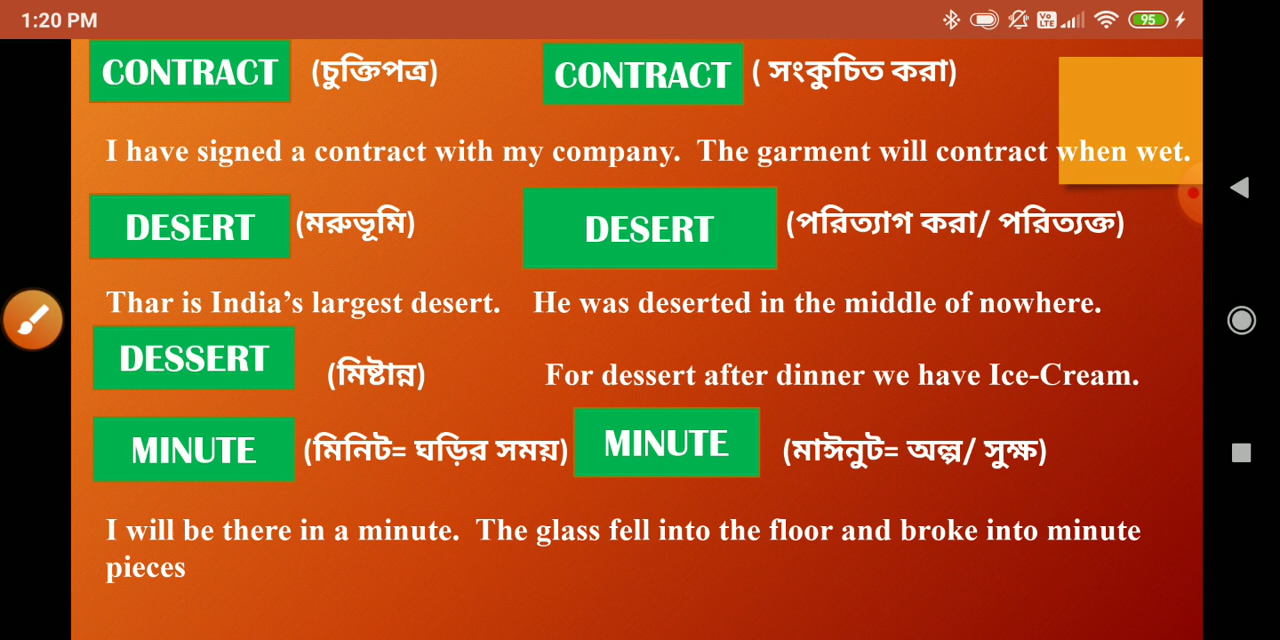 1:20 PM
Vo LTE 95
CONTRACT (চুক্তিপত্র) CONTRACT ( সংকুচিত করা)
I have signed a contract with my company. The garment will contract when wet.
DESERT (মরুভূমি) DESERT (পরিত্যাগ করা/ পরিত্যক্ত)
Thar is India’s largest desert. He was deserted in the middle of nowhere.
DESSERT (মিষ্টান্ন) For dessert after dinner we have Ice-Cream.
MINUTE (মিনিট= ঘড়ির সময়) MINUTE (মাঈনুট= অল্প/ সুক্ষ)
I will be there in a minute. The glass fell into the floor and broke into minute
pieces